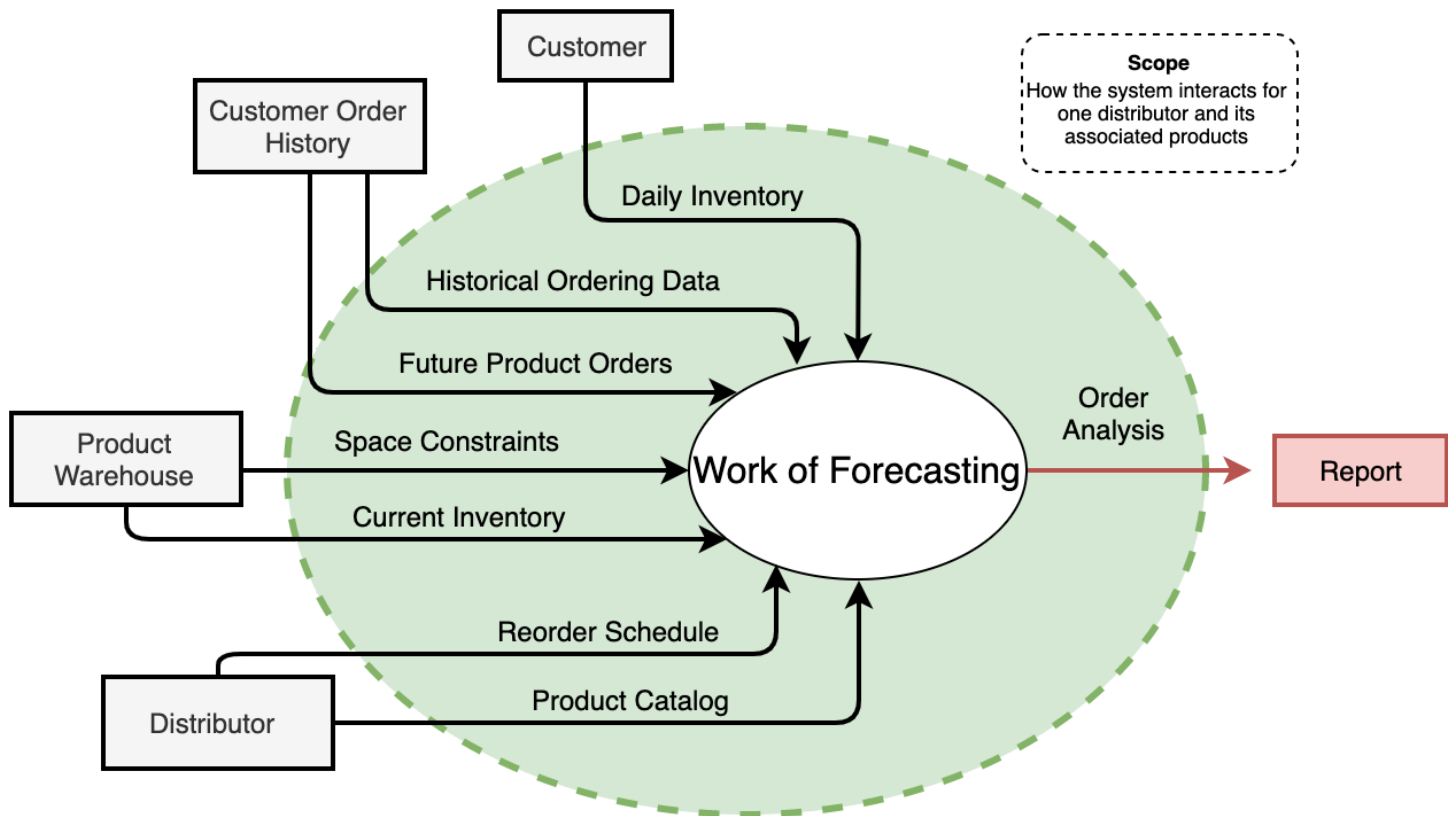 Customer
Scope
How the system interacts for
one distributor and its
associated products
Customer Order
History
Daily Inventory
Historical Ordering Data
Future Product Orders
Order
Analysis
Product
Warehouse
Space Constraints
Work of Forecasting
Report
Current Inventory
Reorder Schedule
Product Catalog
Distributor